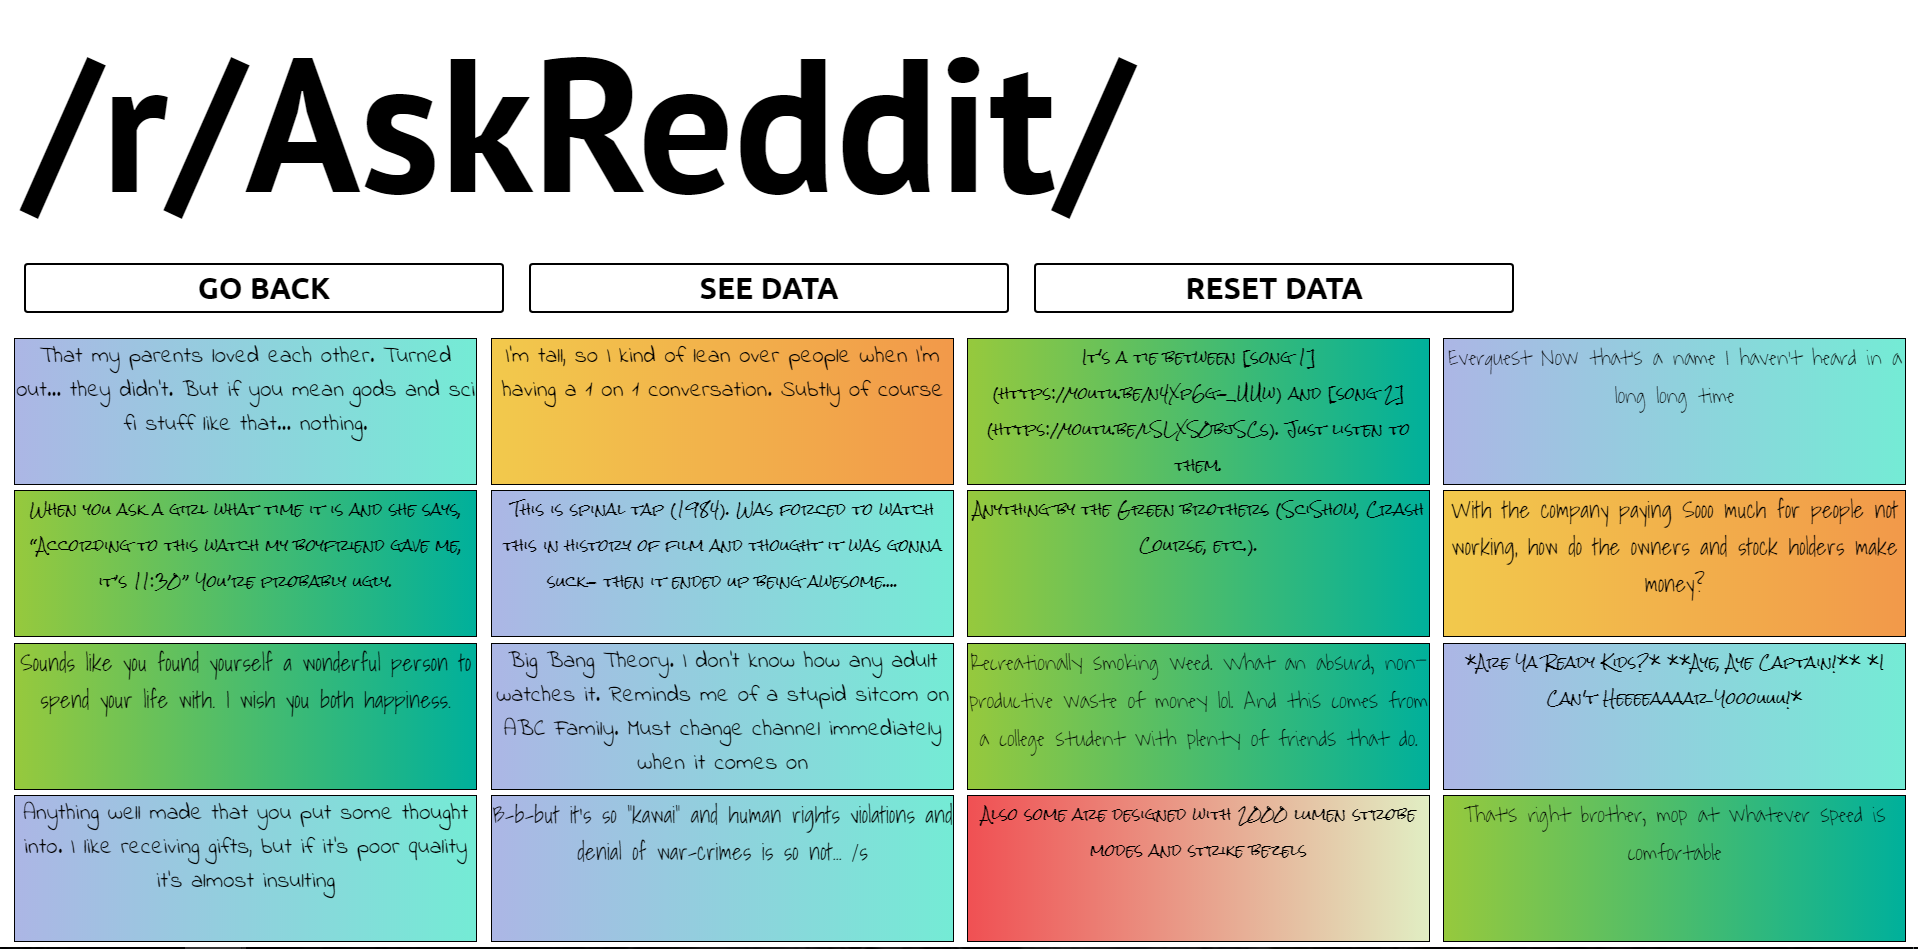 /r/AskReddit/
GO BACK
SEE DATA
RESET DATA
That my parents loved each other. Turned
out... they didn't. But if you mean gods and sci
fi stuff like that... nothing.
I'm tall, so I kind of lean over people when I'm
having a 1 on 1 conversation. Subtly of course
It's a tie between [song 1]
(https://youtu.be/n4Xp6g-_UUw) and [song 2]
(https://youtu.be/rSLXSObjSCs). Just listen to
them.
Everquest Now that's a name I haven't heard in a
long long time
When you ask a girl what time it is and she says,
"According to this watch my boyfriend gave me,
it's 11:30" You're probably ugly.
This is spinal tap (1984). Was forced to watch
this in history of film and thought it was gonna
suck- then it ended up being awesome....
Anything by the Green brothers (SciShow, Crash
Course, etc.).
With the company paying Sooo much for people not
working, how do the owners and stock holders make
money?
Sounds like you found yourself a wonderful person to
spend your life with. I wish you both happiness.
Big Bang Theory. I don't know how any adult
watches it. Reminds me of a stupid sitcom on
ABC Family. Must change channel immediately
when it comes on
Recreationally smoking weed. What an absurd, non-
productive waste of money lol. And this comes from
a college student with plenty of friends that do.
*Are Ya Ready Kids?* **Aye, Aye Captain!** *I
Can't Heeeeaaaar Yooouuu!*
Anything well made that you put some thought
into. I like receiving gifts, but if it's poor quality
it's almost insulting
B-b-but it's so "kawaii" and human rights violations and
denial of war-crimes is so not... /s
Also some are designed with 2000 lumen strobe
modes and strike bezels
That's right brother, mop at whatever speed is
comfortable